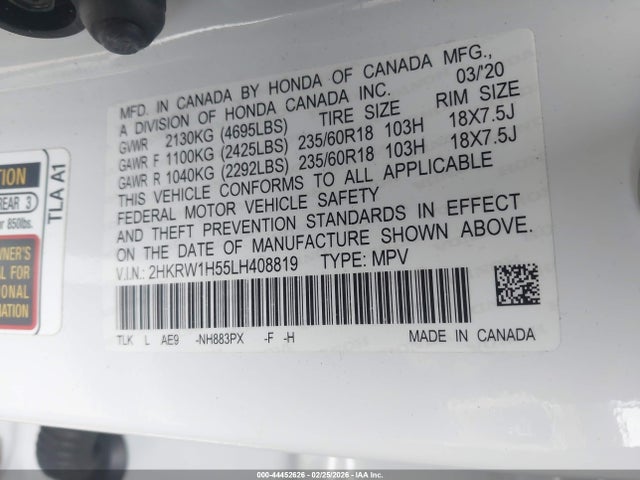 MFD. IN CANADA BY HONDA OF CANADA MFG.,
A DIVISION OF HONDA CANADA INC. 03/'20
TIRE SIZE RIM SIZE
GVWR 2130KG (4695LBS)
GAWR F 1100KG (2425LBS) 235/60R18 103H 18X7.5J
GAWR R 1040KG (2292LBS) 235/60R18 103H 18X7.5J
THIS VEHICLE CONFORMS TO ALL APPLICABLE
FEDERAL MOTOR VEHICLE SAFETY
AND THEFT PREVENTION STANDARDS IN EFFECT
ON THE DATE OF MANUFACTURE SHOWN ABOVE.
V.I.N.: 2HKRW1H55LH408819 TYPE: MPV
TLK L AE9 -NH883PX -F -H
MADE IN CANADA
TLA A1
REAR 3
850lbs.
000-44452626 - 02/25/2026 - IAA, Inc.